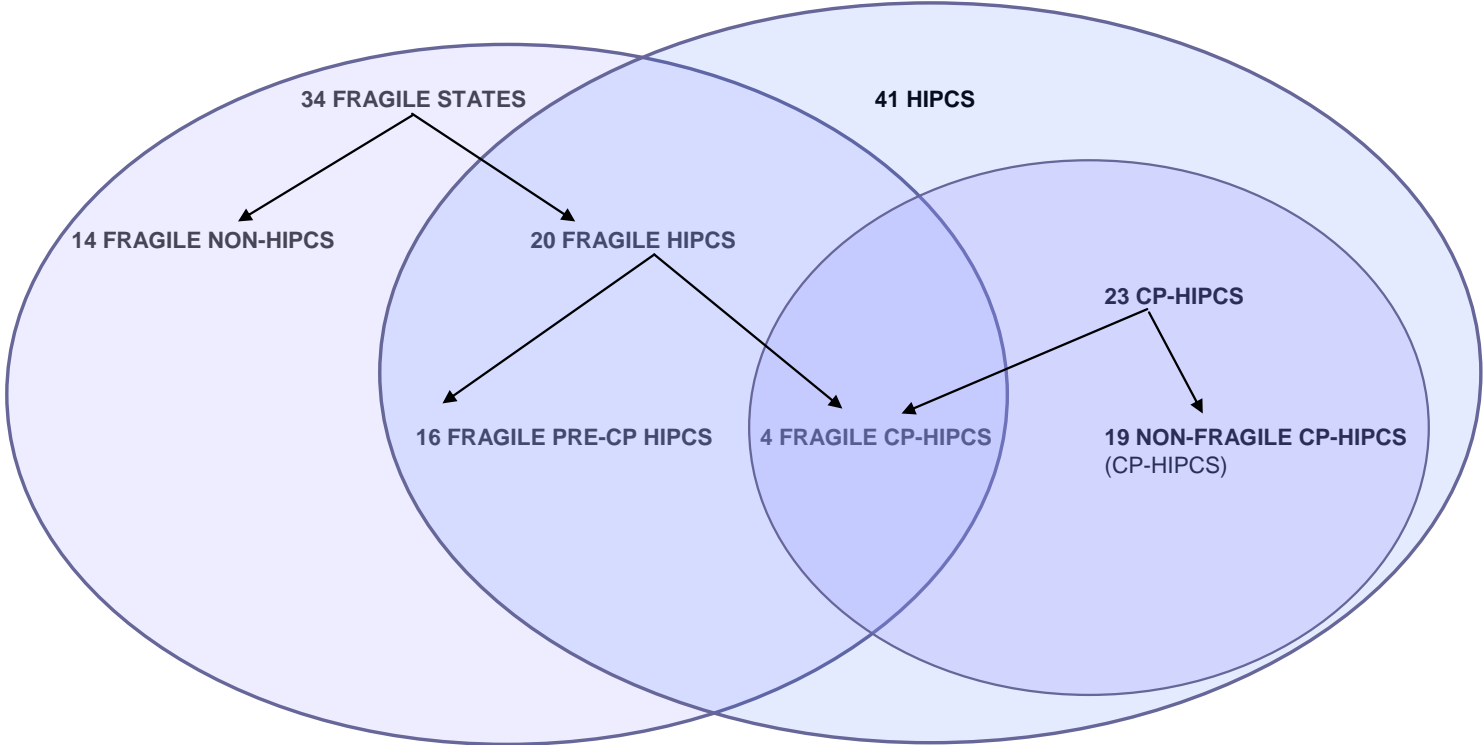 34 FRAGILE STATES
41 HIPCS
14 FRAGILE NON-HIPCS
20 FRAGILE HIPCS
23 CP-HIPCS
16 FRAGILE PRE-CP HIPCS
4 FRAGILE CP-HIPCS
19 NON-FRAGILE CP-HIPCS
(CP-HIPCS)